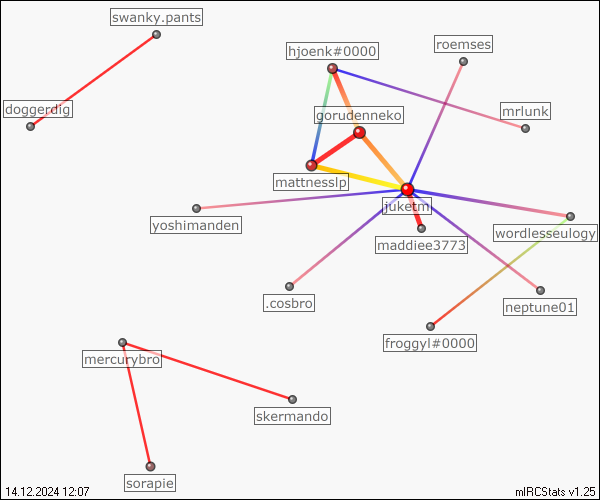 swanky.pants
roemses
hjoenk#0000
doggerdig
gorudenneko
mrlunk
mattnesslp
juketm
yoshimanden
wordlesseulogy
maddiee3773
.cosbro
neptune01
froggyl#0000
mercurybro
skermando
sorapie
14.12.2024 12:07
mIRCStats v1.25